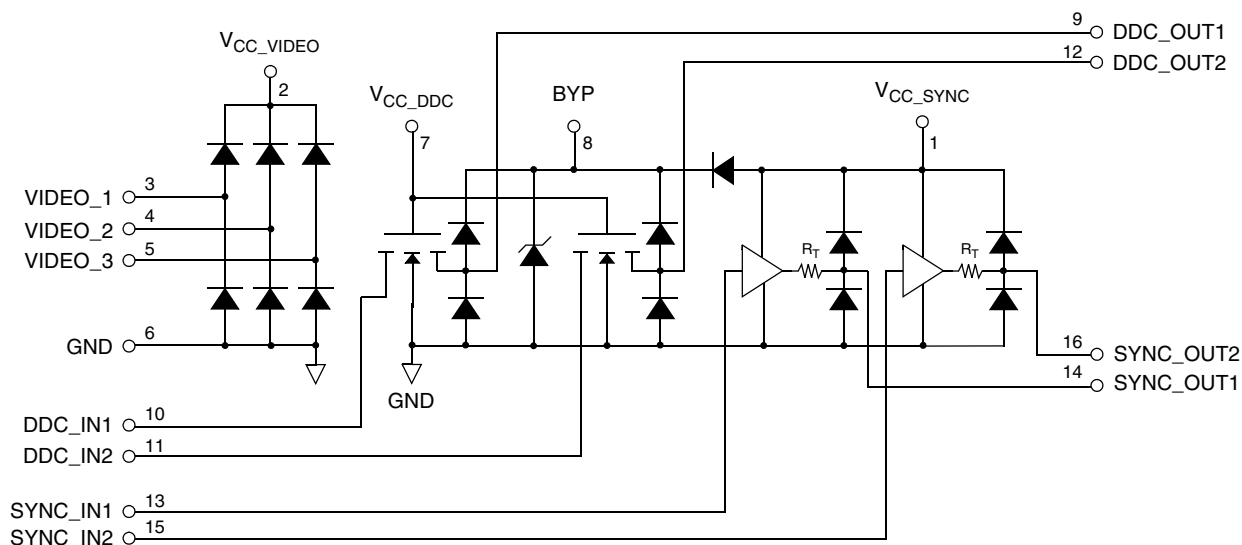 9
DDC_OUT1
12
DDC_OUT2
VCC_VIDEO
2
VCC_DDC
7
BYP
8
VCC_SYNC
1
VIDEO_1
3
VIDEO_2
4
VIDEO_3
5
RT
RT
GND
6
16
SYNC_OUT2
14
SYNC_OUT1
GND
DDC_IN1
10
DDC_IN2
11
SYNC_IN1
13
SYNC_IN2
15